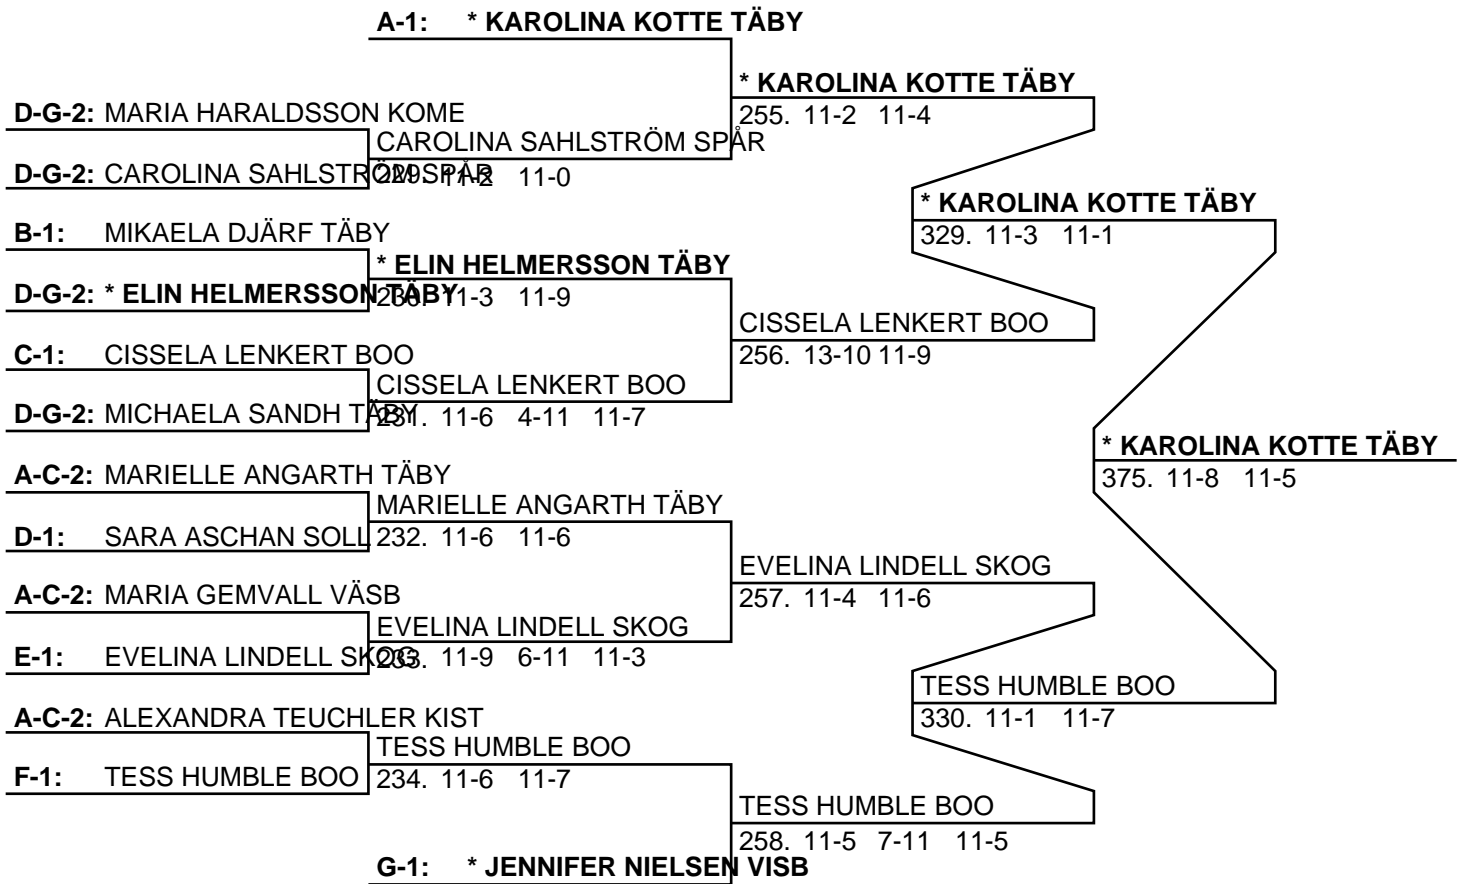 A-1: * KAROLINA KOTTE TÄBY
* KAROLINA KOTTE TÄBY
D-G-2: MARIA HARALDSSON KOME
255. 11-2 11-4
CAROLINA SAHLSTRÖM SPÅR
D-G-2: CAROLINA SAHLSTRÖM SPÅR
229. 11-2 11-0
* KAROLINA KOTTE TÄBY
B-1: MIKAELA DJÄRF TÄBY
329. 11-3 11-1
* ELIN HELMERSSON TÄBY
D-G-2: * ELIN HELMERSSON TÄBY
230. 11-3 11-9
CISSELA LENKERT BOO
C-1: CISSELA LENKERT BOO
256. 13-10 11-9
CISSELA LENKERT BOO
D-G-2: MICHAELA SANDH TÄBY
231. 11-6 4-11 11-7
* KAROLINA KOTTE TÄBY
A-C-2: MARIELLE ANGARTH TÄBY
375. 11-8 11-5
MARIELLE ANGARTH TÄBY
D-1: SARA ASCHAN SOLL
232. 11-6 11-6
EVELINA LINDELL SKOG
A-C-2: MARIA GEMVALL VÄSB
257. 11-4 11-6
EVELINA LINDELL SKOG
E-1: EVELINA LINDELL SKOG
233. 11-9 6-11 11-3
TESS HUMBLE BOO
A-C-2: ALEXANDRA TEUCHLER KIST
330. 11-1 11-7
TESS HUMBLE BOO
F-1: TESS HUMBLE BOO
234. 11-6 11-7
TESS HUMBLE BOO
258. 11-5 7-11 11-5
G-1: * JENNIFER NIELSEN VISB